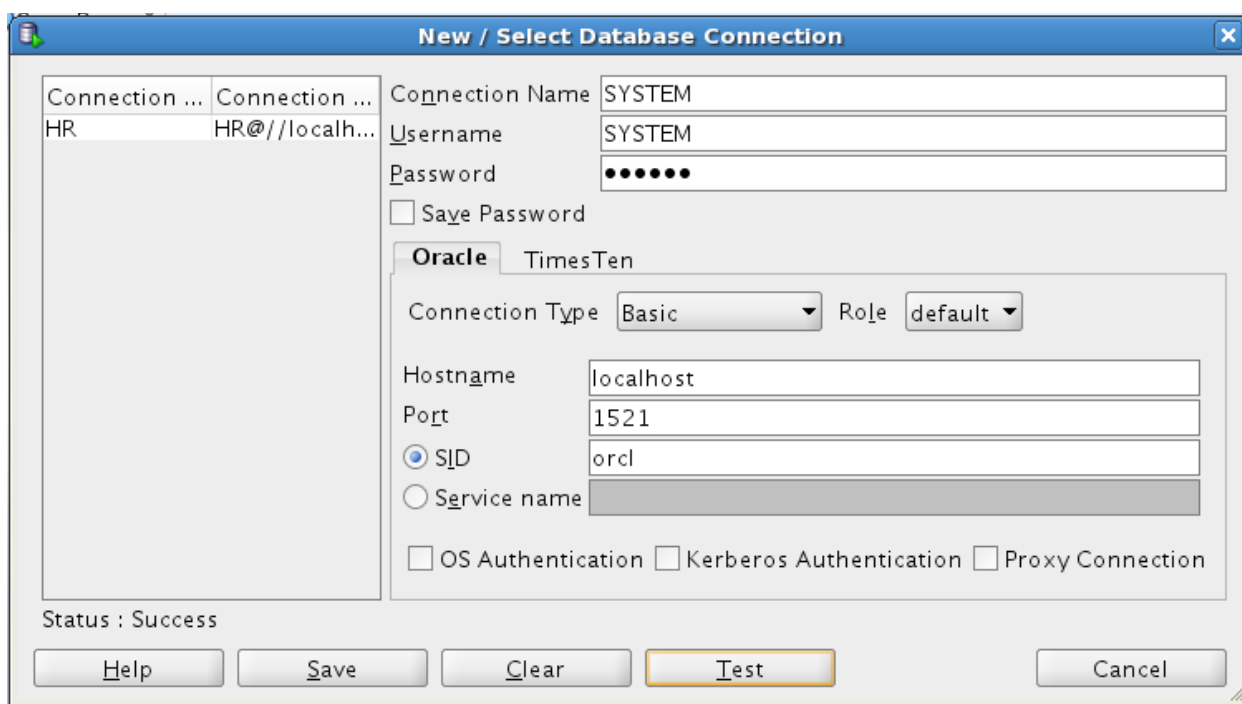 New / Select Database Connection
Connection ... Connection ...
HR HR@//localh...
Connection Name SYSTEM
Username SYSTEM
Password ●●●●●●
Save Password
Oracle TimesTen
Connection Type Basic Role default
Hostname localhost
Port 1521
SID orcl
Service name
OS Authentication Kerberos Authentication Proxy Connection
Status : Success
Help Save Clear Test Cancel